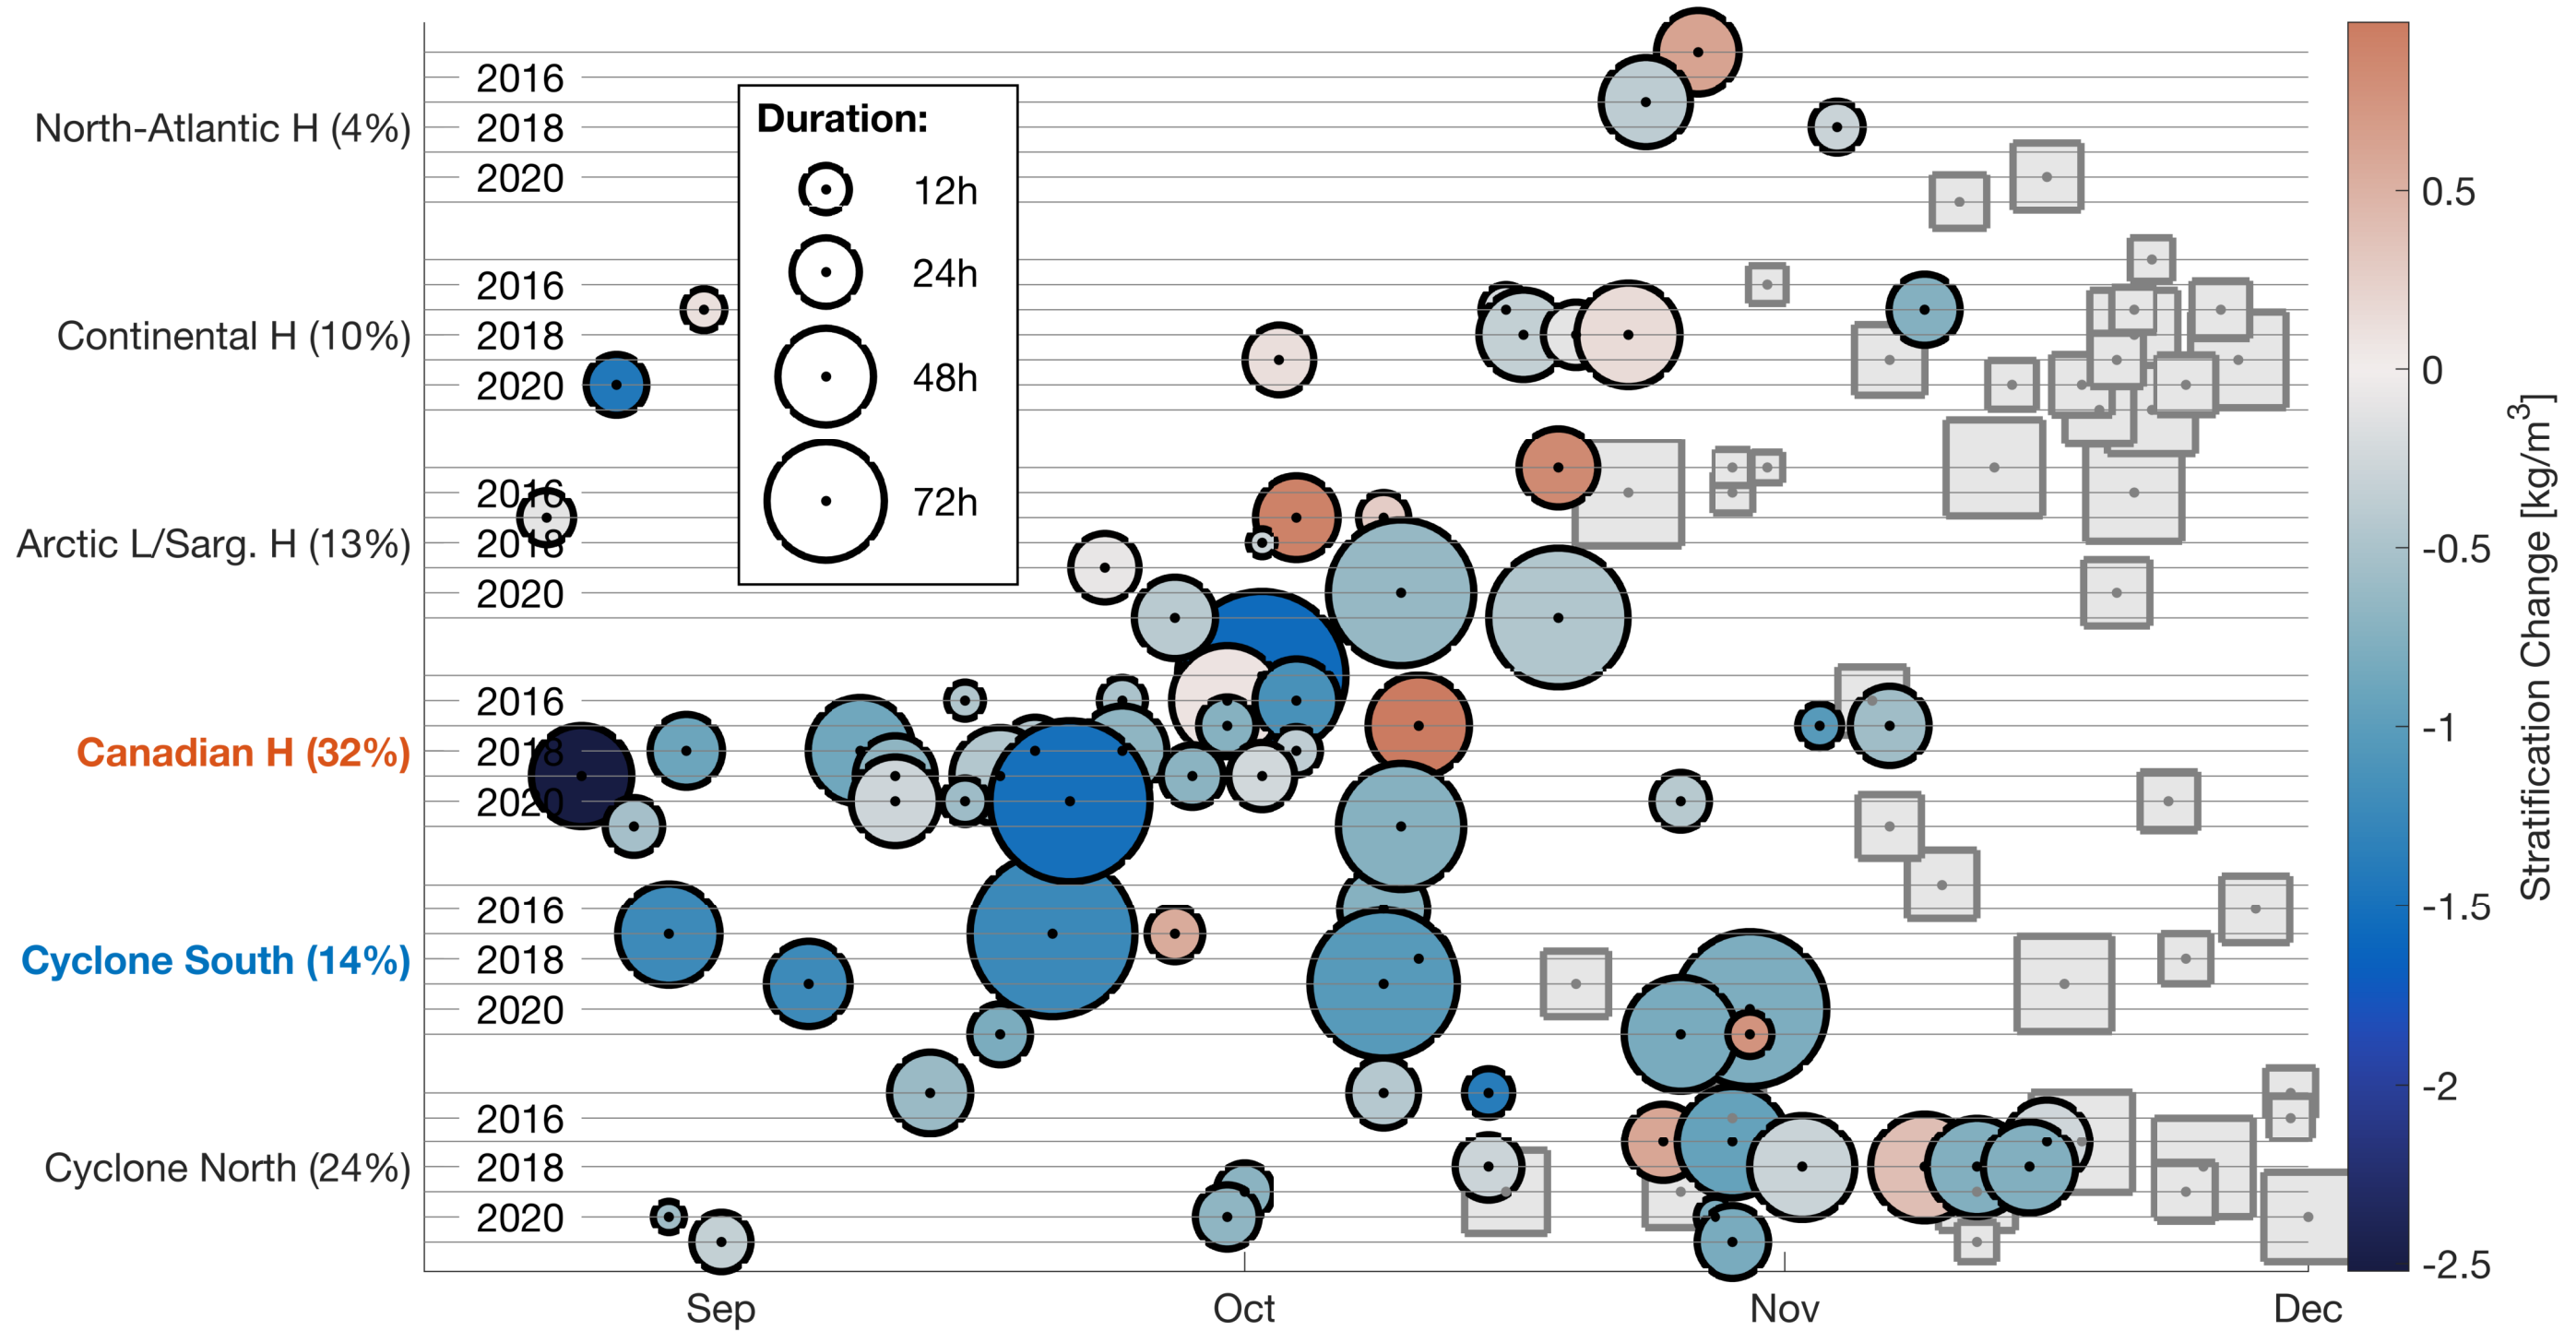 North-Atlantic H (4%)
2016
2018
2020
Continental H (10%)
2016
2018
2020
Arctic L/Sarg. H (13%)
2016
2018
2020
Canadian H (32%)
2016
2018
2020
Cyclone South (14%)
2016
2018
2020
Cyclone North (24%)
2016
2018
2020
Duration:
12h
24h
48h
72h
Sep
Oct
Nov
Dec
0.5
0
-0.5
-1
-1.5
-2
-2.5
Stratification Change [kg/m³]